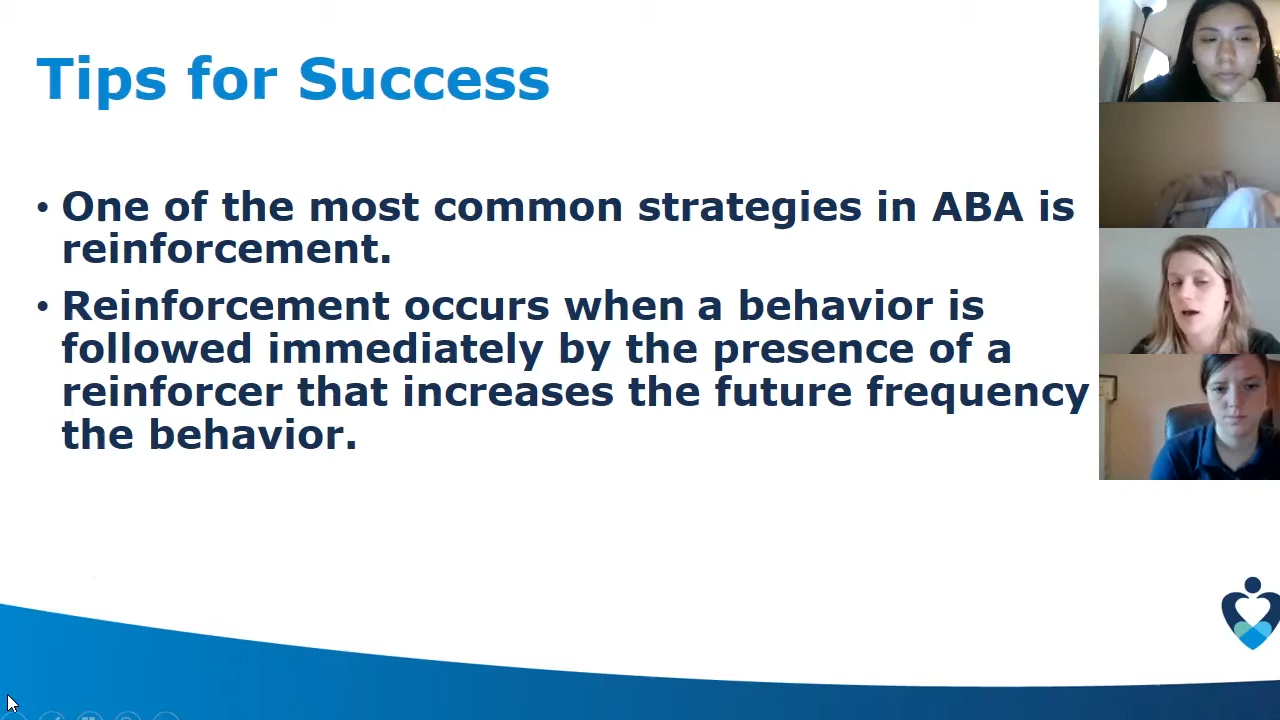 Tips for Success
• One of the most common strategies in ABA is
reinforcement.
• Reinforcement occurs when a behavior is
followed immediately by the presence of a
reinforcer that increases the future frequency
the behavior.